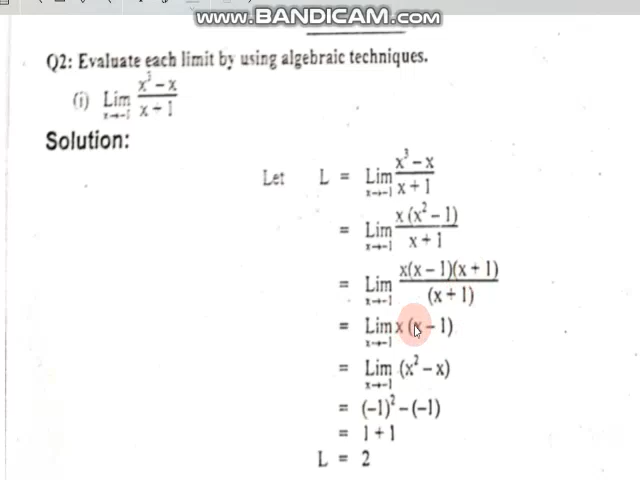 WWW.BANDICAM.COM
Q2: Evaluate each limit by using algebraic techniques.
(i) Lim x→-1 (x³ − x)/(x + 1)
Solution:
Let L = Lim x→-1 (x³ − x)/(x + 1)
= Lim x→-1 x(x² − 1)/(x + 1)
= Lim x→-1 x(x − 1)(x + 1)/(x + 1)
= Lim x→-1 x(x − 1)
= Lim x→-1 (x² − x)
= (−1)² − (−1)
= 1 + 1
L = 2